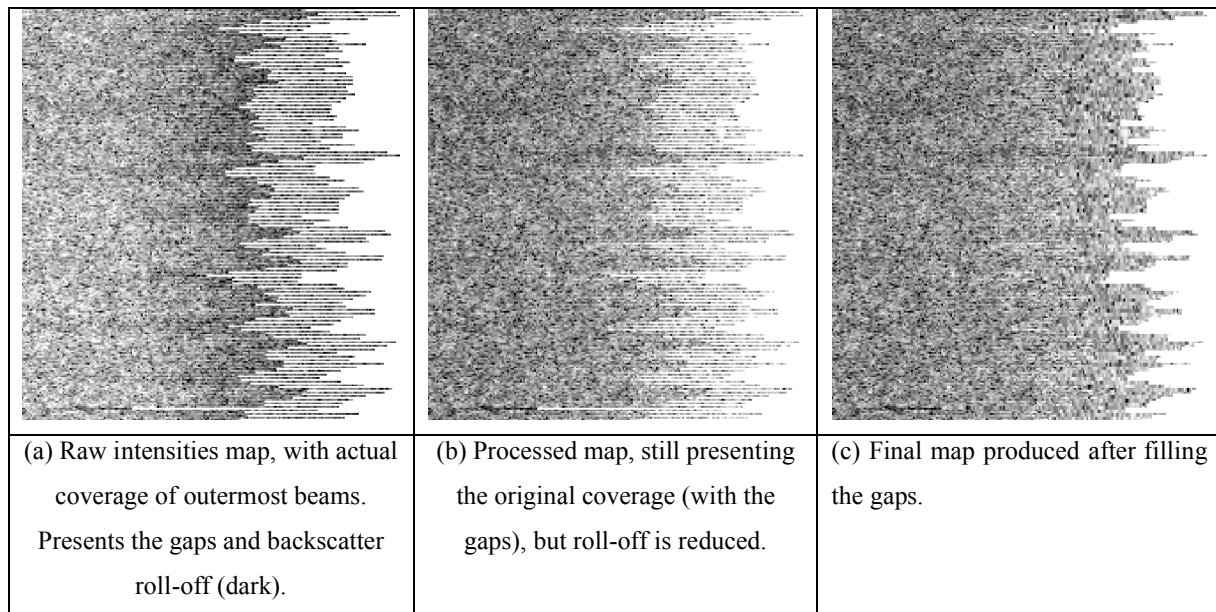 (a) Raw intensities map, with actual
coverage of outermost beams.
Presents the gaps and backscatter
roll-off (dark).
(b) Processed map, still presenting
the original coverage (with the
gaps), but roll-off is reduced.
(c) Final map produced after filling
the gaps.